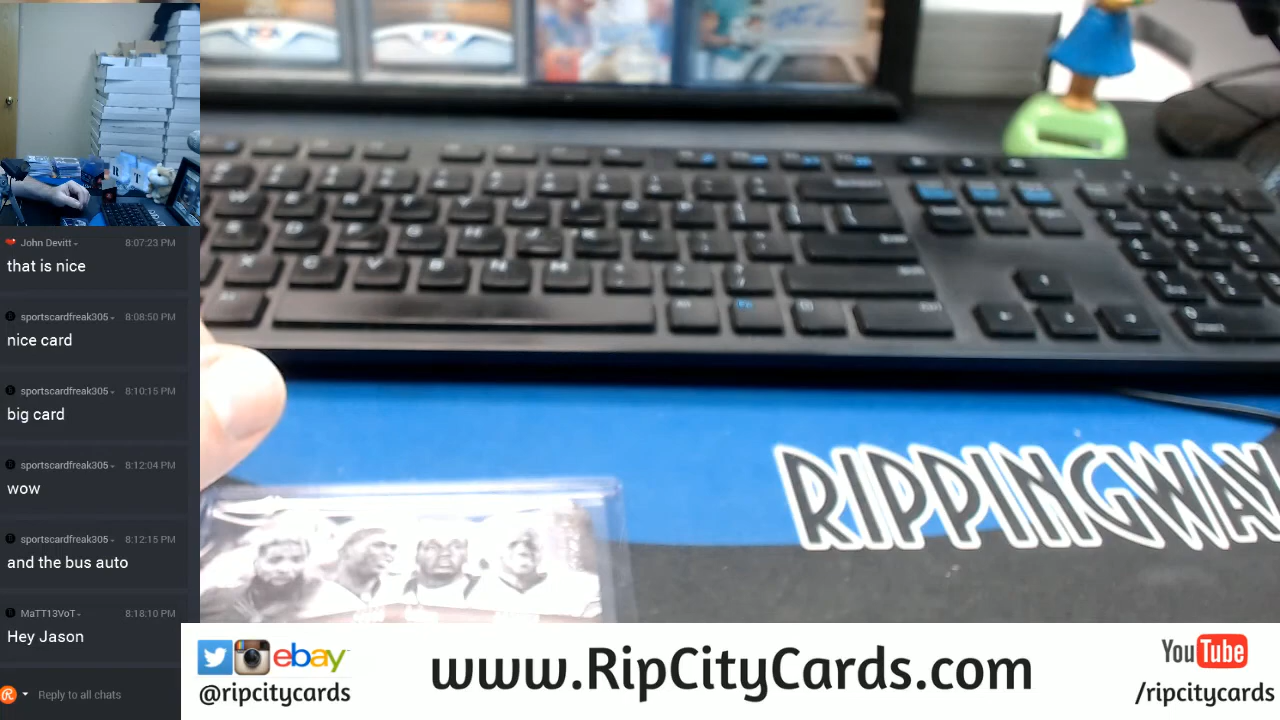 John Devitt
8:07:23 PM
that is nice
sportscardfreak305
8:08:50 PM
nice card
sportscardfreak305
8:10:15 PM
big card
sportscardfreak305
8:12:04 PM
wow
sportscardfreak305
8:12:15 PM
and the bus auto
MaTT13VoT
8:18:10 PM
Hey Jason
Reply to all chats
RIPPINGWAX
ebay
@ripcitycards
www.RipCityCards.com
YouTube
/ripcitycards